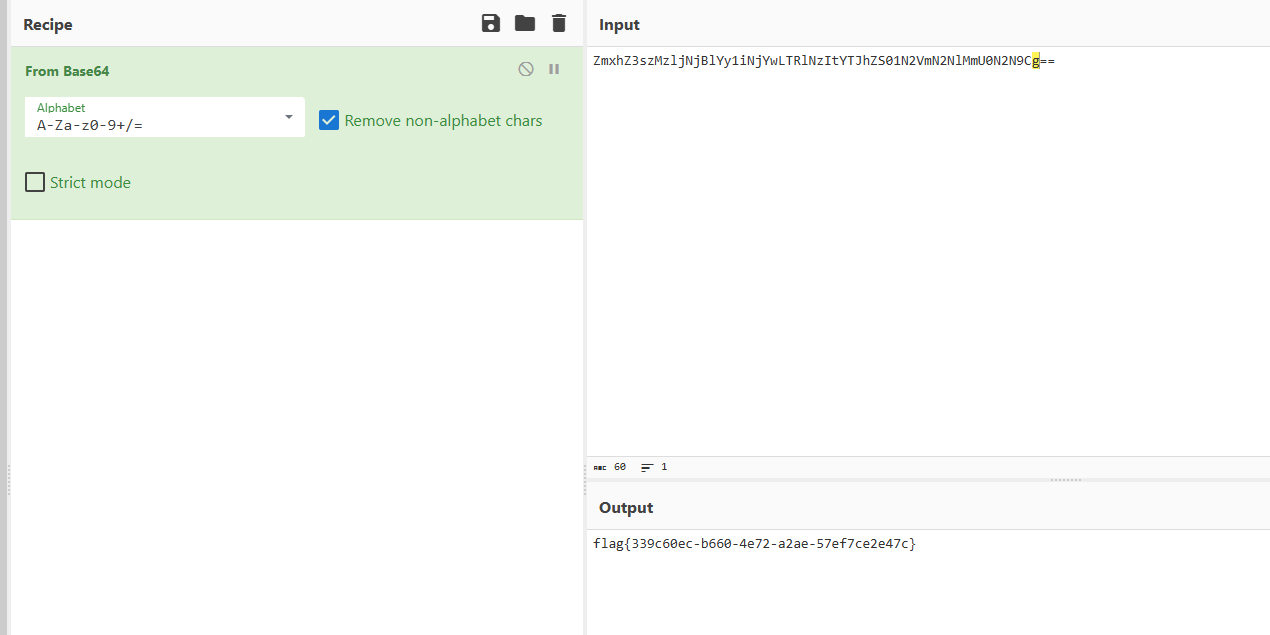 Recipe
From Base64
Alphabet
A-Za-z0-9+/=
Remove non-alphabet chars
Strict mode
Input
ZmxhZ3szMzljNjBlYy1iNjYwLTRlNzItYTJhZS01N2VmN2NlMmU0N2N9Cg==
ABC 60 1
Output
flag{339c60ec-b660-4e72-a2ae-57ef7ce2e47c}